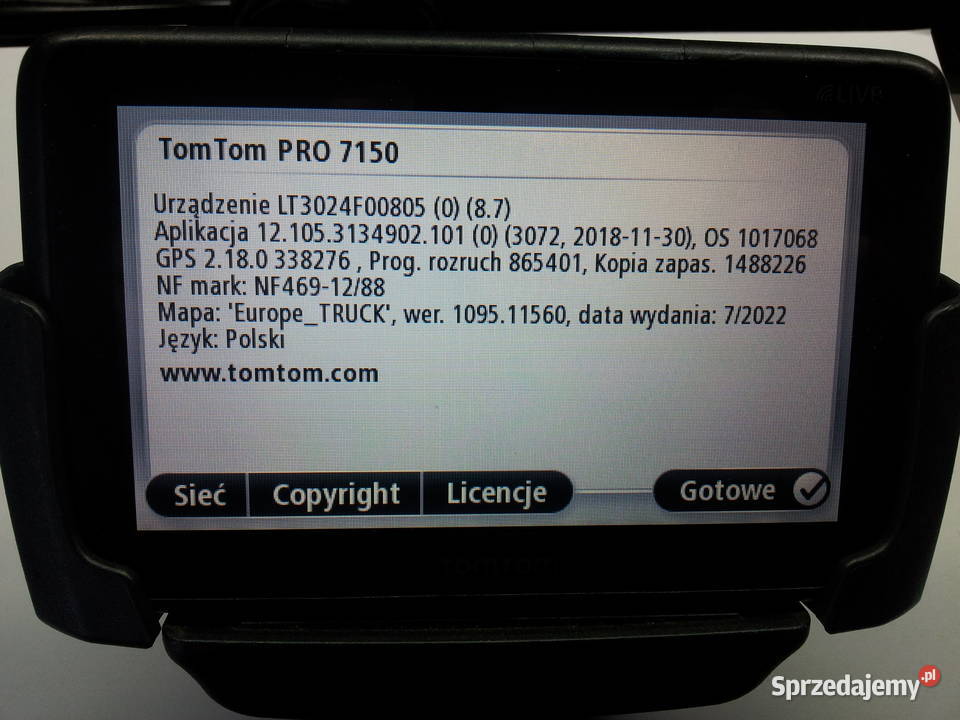 LIVE
TomTom PRO 7150
Urządzenie LT3024F00805 (0) (8.7)
Aplikacja 12.105.3134902.101 (0) (3072, 2018-11-30), OS 1017068
GPS 2.18.0 338276 , Prog. rozruch 865401, Kopia zapas. 1488226
NF mark: NF469-12/88
Mapa: 'Europe_TRUCK', wer. 1095.11560, data wydania: 7/2022
Język: Polski
www.tomtom.com
Sieć Copyright Licencje Gotowe
TOMTOM
Sprzedajemy.pl